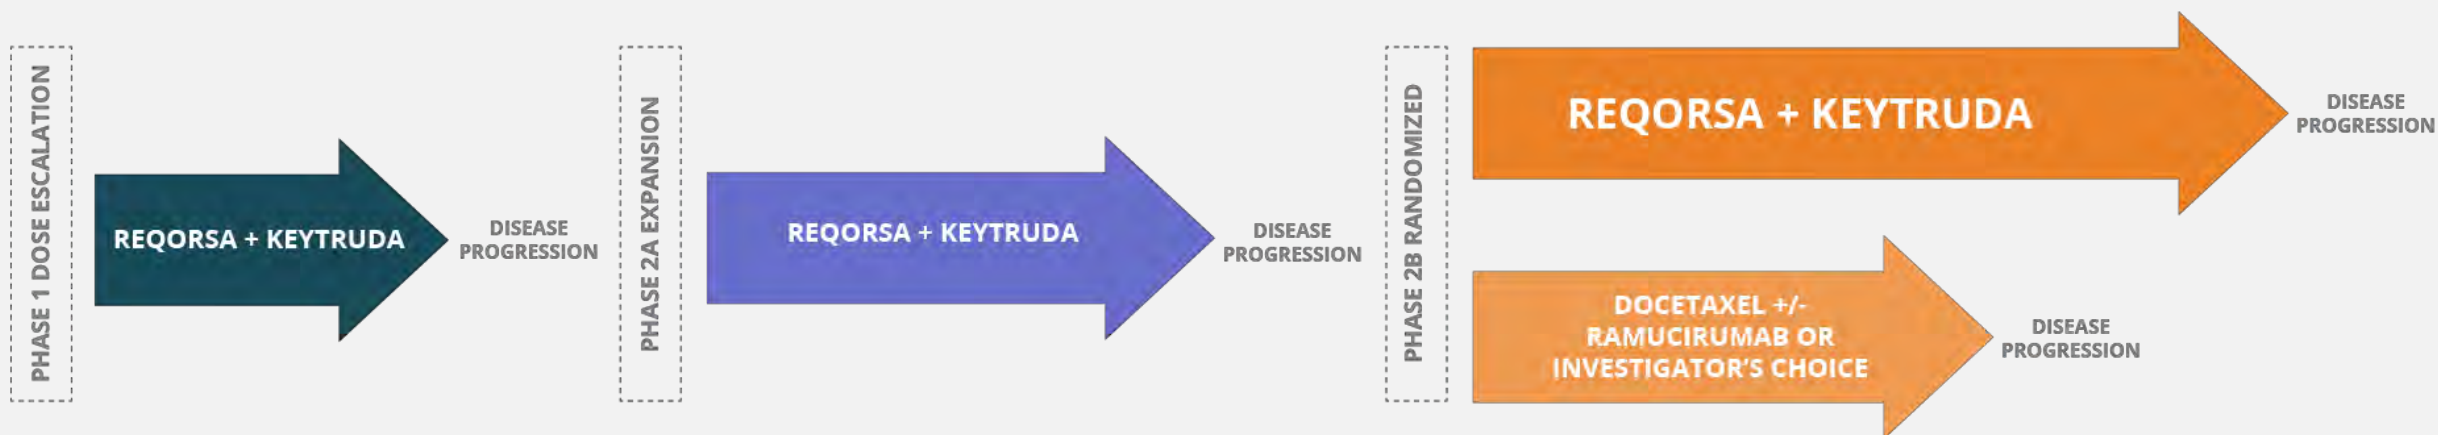 PHASE 1 DOSE ESCALATION
REQORSA + KEYTRUDA
DISEASE
PROGRESSION
PHASE 2A EXPANSION
REQORSA + KEYTRUDA
DISEASE
PROGRESSION
PHASE 2B RANDOMIZED
REQORSA + KEYTRUDA
DISEASE
PROGRESSION
DOCETAXEL +/-
RAMUCIRUMAB OR
INVESTIGATOR'S CHOICE
DISEASE
PROGRESSION